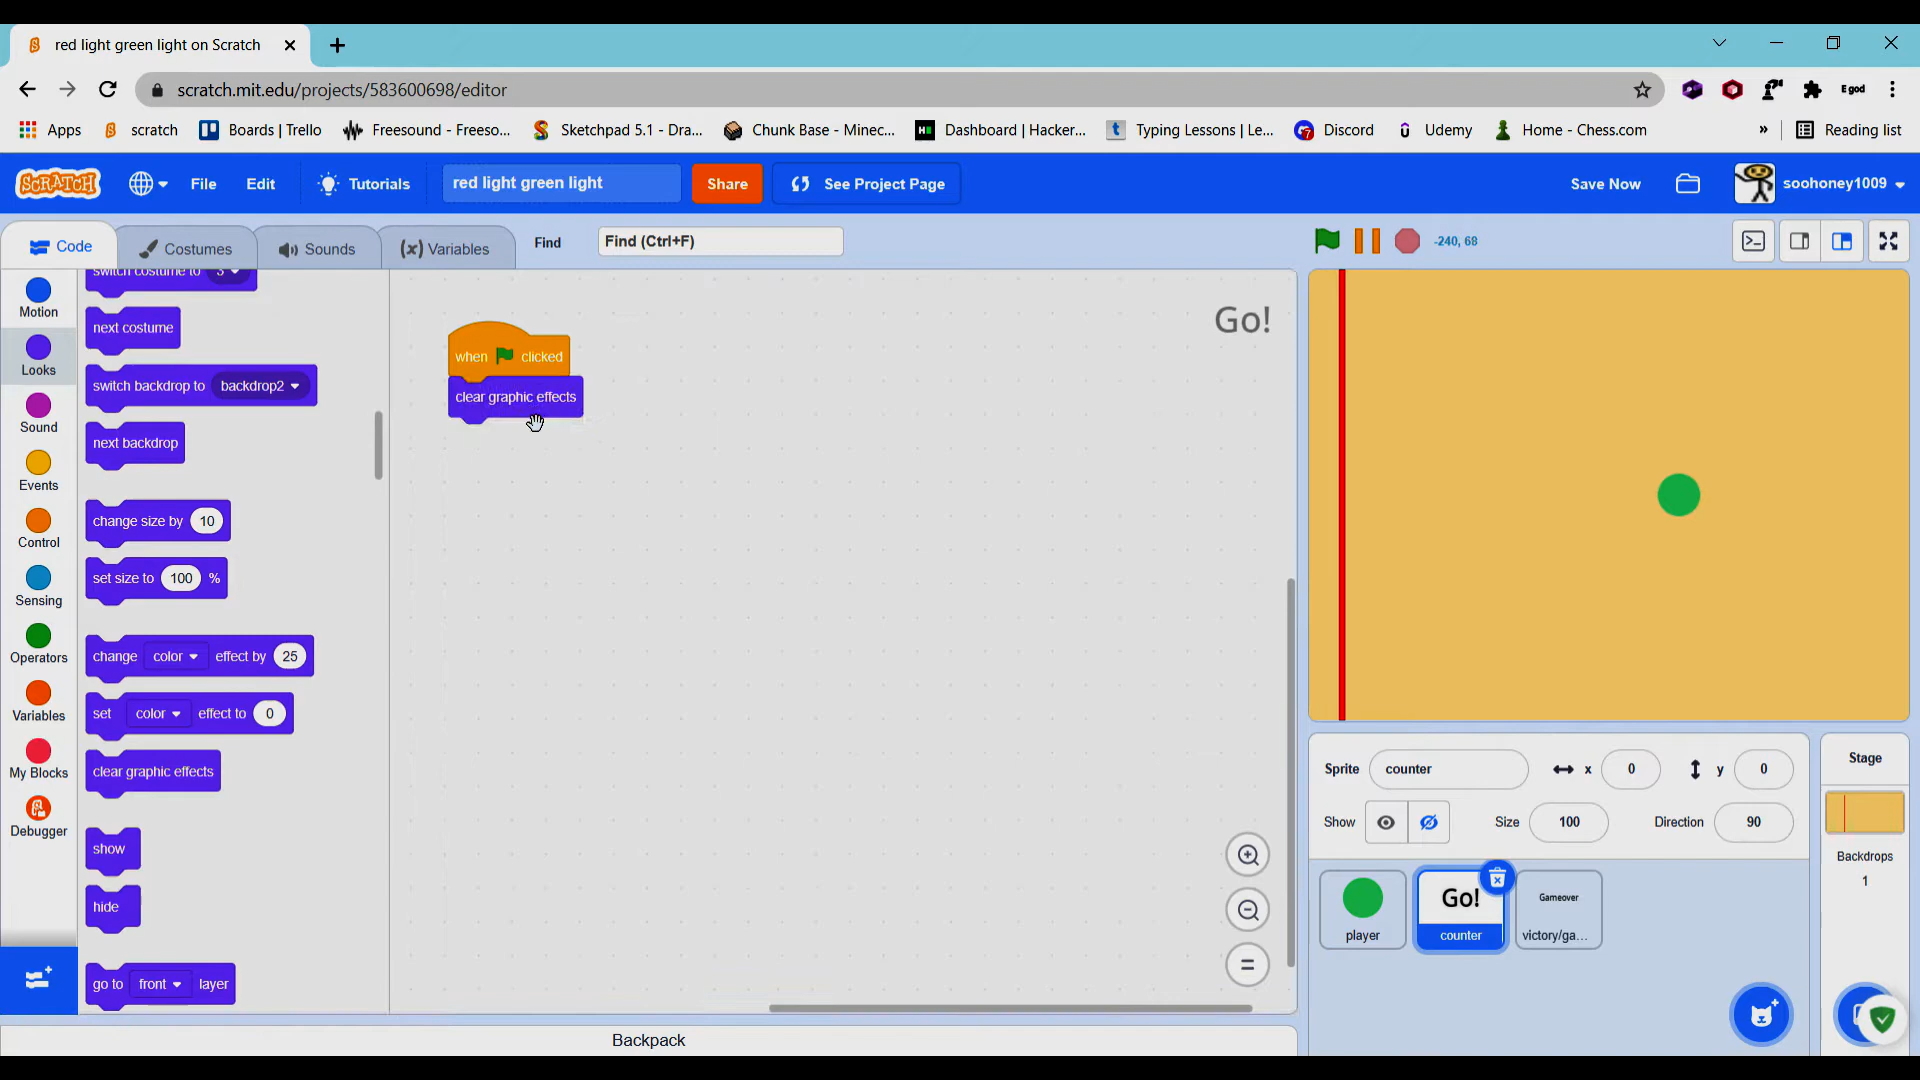 red light green light on Scratch
scratch.mit.edu/projects/583600698/editor
E god
Apps scratch Boards | Trello Freesound - Freeso... Sketchpad 5.1 - Dra... Chunk Base - Minec... Dashboard | Hacker... Typing Lessons | Le... Discord Udemy Home - Chess.com » Reading list
SCRATCH File Edit Tutorials red light green light Share See Project Page Save Now soohoney1009
Code Costumes Sounds (x) Variables Find Find (Ctrl+F) -240, 68
Motion
Looks
Sound
Events
Control
Sensing
Operators
Variables
My Blocks
Debugger
switch costume to 3
next costume
switch backdrop to backdrop2
next backdrop
change size by 10
set size to 100 %
change color effect by 25
set color effect to 0
clear graphic effects
show
hide
go to front layer
when clicked
clear graphic effects
Go!
Backpack
Sprite counter x 0 y 0
Show Size 100 Direction 90
player
Go!
counter
Gameover
victory/ga...
Stage
Backdrops
1